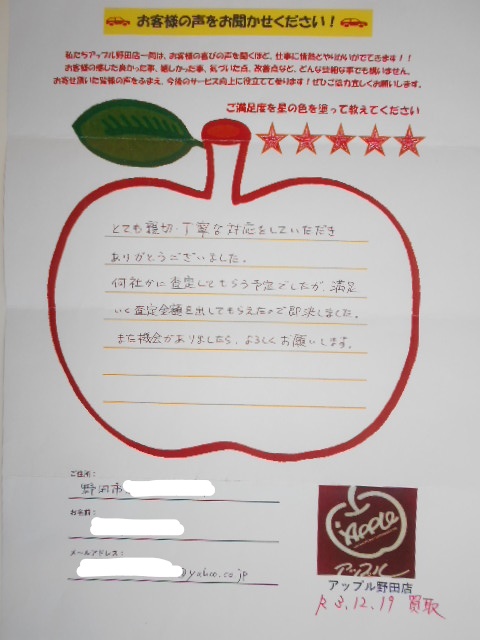 お客様の声をお聞かせください！
私たちアップル野田店一同は、お客様の喜びの声を聞くほど、仕事に情熱とやりがいがでてきます！！
お客様の感じた良かった事、嬉しかった事、気づいた点、改善点など、どんな些細な事でも構いません。
お寄せ頂いた皆様の声をふまえ、今後のサービス向上に役立てて参ります！ぜひご協力宜しくお願いします。
ご満足度を星の色を塗って教えてください
とても親切・丁寧な対応をしていただき
ありがとうございました。
何社かに査定してもらう予定でしたが、満足
いく査定金額を出してもらえたので即決しました。
また機会がありましたら、よろしくお願いします。
ご住所：
野田市
お名前：
メールアドレス：
@yahoo.co.jp
Apple
アップル
アップル野田店
R3.12.19 買取